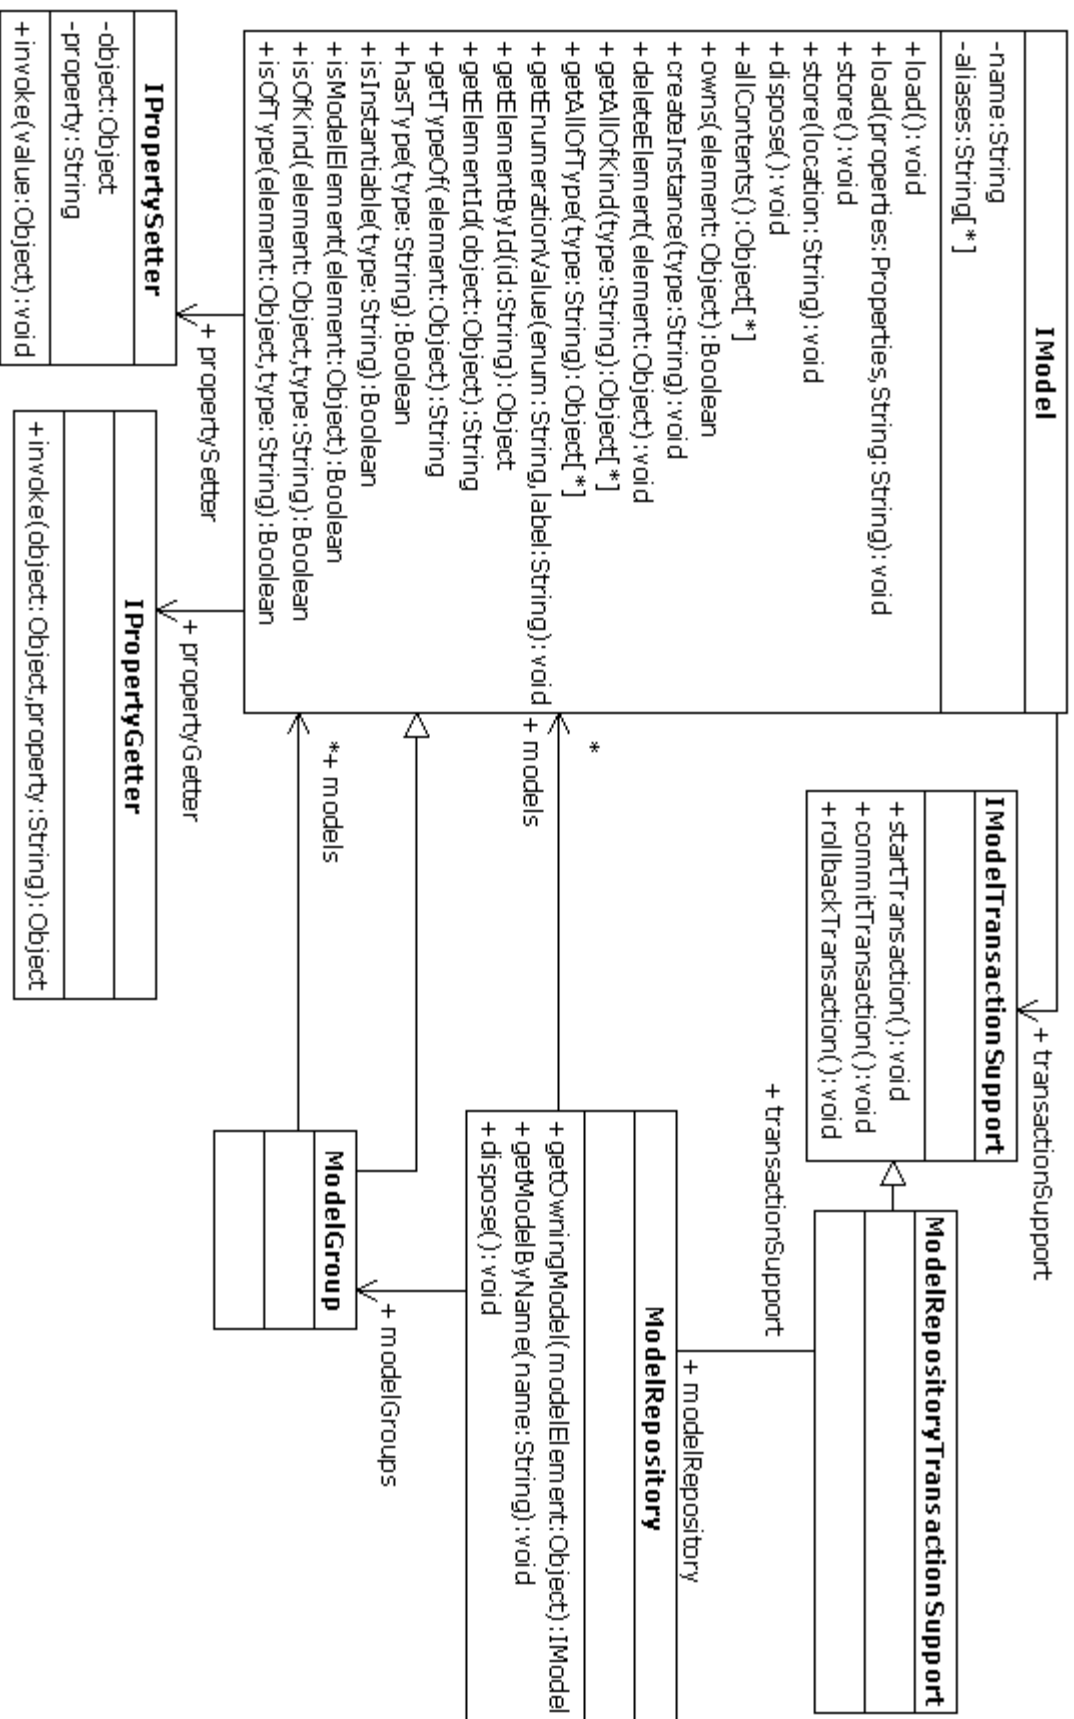 IModel
-name:String
-aliases:String[*]
+load():void
+load(properties:Properties,String:String):void
+store():void
+store(location:String):void
+dispose():void
+allContents():Object[*]
+owns(element:Object):Boolean
+createInstance(type:String):void
+deleteElement(element:Object):void
+getAllOfKind(type:String):Object[*]
+getAllOfType(type:String):Object[*]
+getEnumerationValue(enum:String,label:String):void
+getElementById(id:String):Object
+getElementId(object:Object):String
+getTypeOf(element:Object):String
+hasType(type:String):Boolean
+isInstantiable(type:String):Boolean
+isModelElement(element:Object):Boolean
+isOfKind(element:Object,type:String):Boolean
+isOfType(element:Object,type:String):Boolean
+ transactionSupport
IModelTransactionSupport
+startTransaction():void
+commitTransaction():void
+rollbackTransaction():void
ModelRepositoryTransactionSupport
+ transactionSupport
+ modelRepository
ModelRepository
+getOwningModel(modelElement:Object):IModel
+getModelByName(name:String):void
+dispose():void
*
+ models
+ modelGroups
ModelGroup
*+ models
+ propertySetter
IPropertySetter
-object:Object
-property:String
+invoke(value:Object):void
+ propertyGetter
IPropertyGetter
+invoke(object:Object,property:String):Object